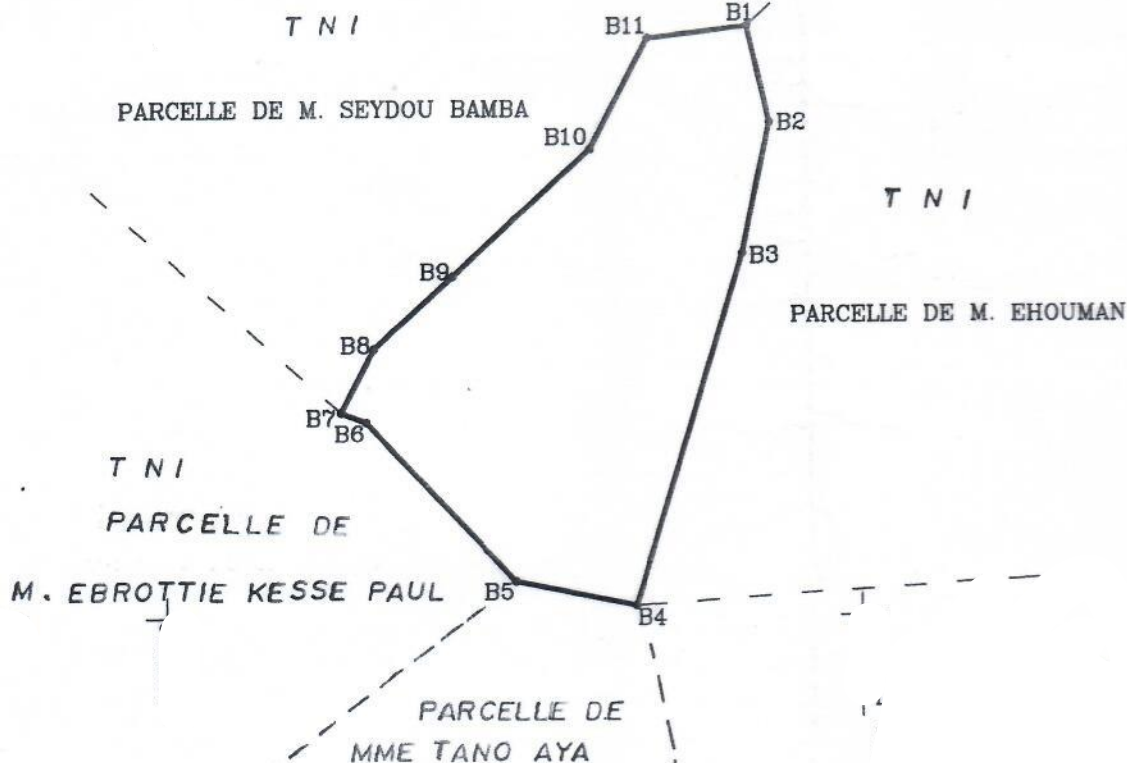 T N I
B11
B1
PARCELLE DE M. SEYDOU BAMBA
B10
B2
T N I
B3
B9
PARCELLE DE M. EHOUMAN
B8
B7
B6
T N I
PARCELLE DE
M. EBROTTIE KESSE PAUL
B5
B4
PARCELLE DE
MME TANO AYA